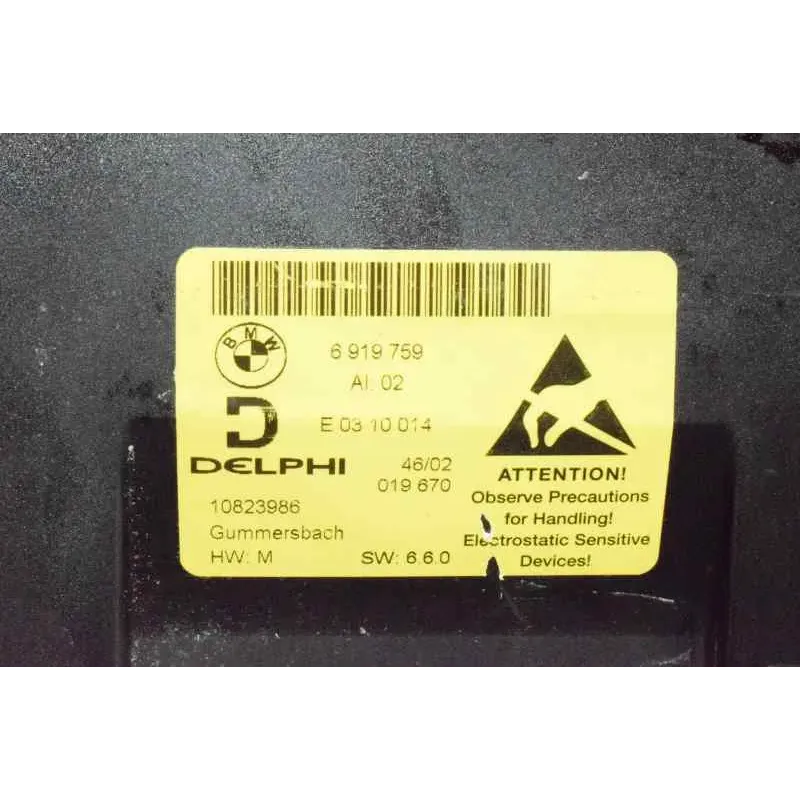 BMW
6 919 759
AI: 02
E 03 10 014
DELPHI
46/02
019 670
10823986
Gummersbach
HW: M
SW: 6.6.0
ATTENTION!
Observe Precautions
for Handling!
Electrostatic Sensitive
Devices!